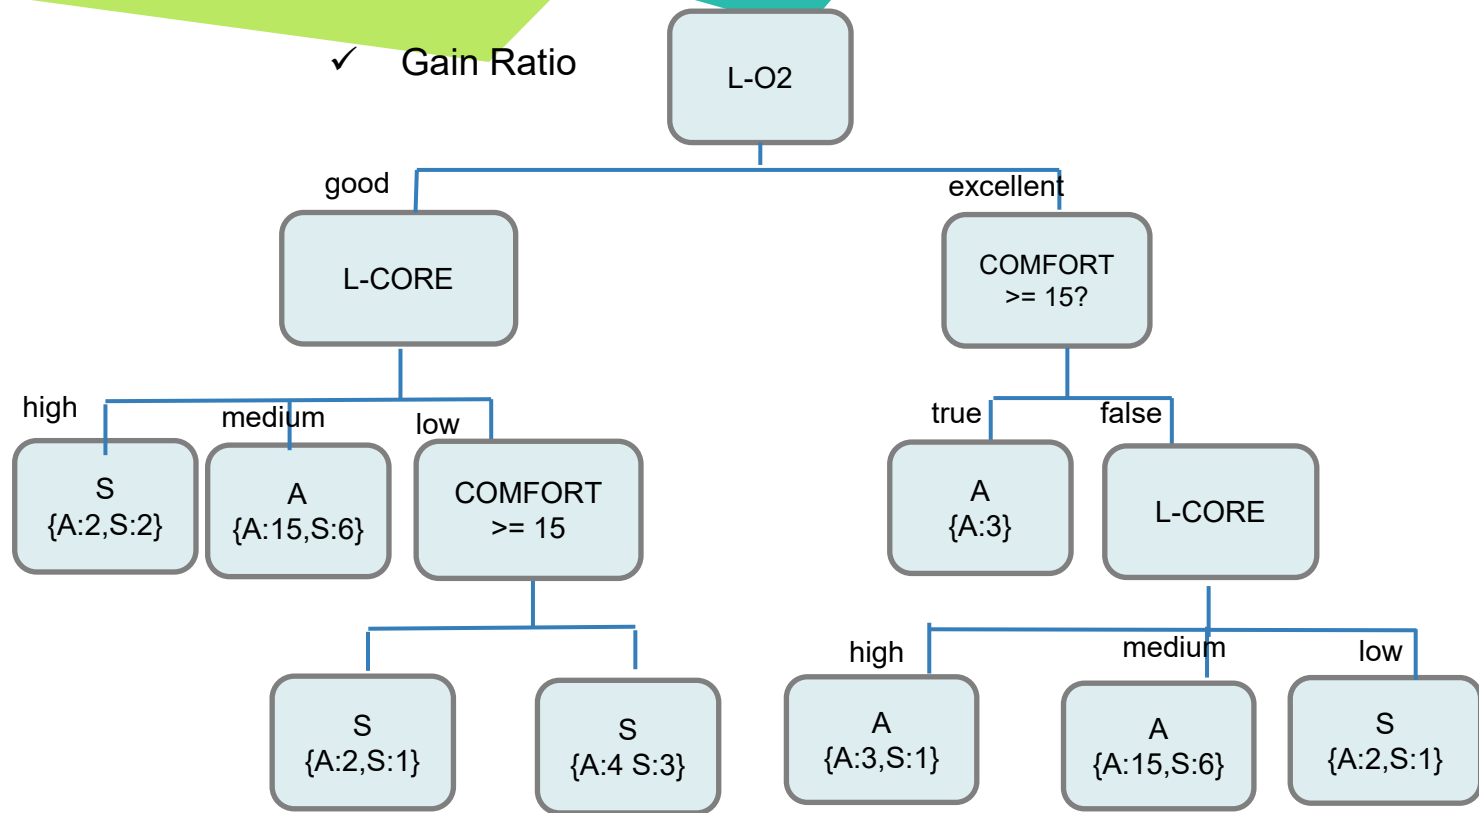 ✓ Gain Ratio
L-O2
good
excellent
L-CORE
COMFORT
>= 15?
high
medium
low
true
false
S
{A:2,S:2}
A
{A:15,S:6}
COMFORT
>= 15
A
{A:3}
L-CORE
high
medium
low
S
{A:2,S:1}
S
{A:4 S:3}
A
{A:3,S:1}
A
{A:15,S:6}
S
{A:2,S:1}